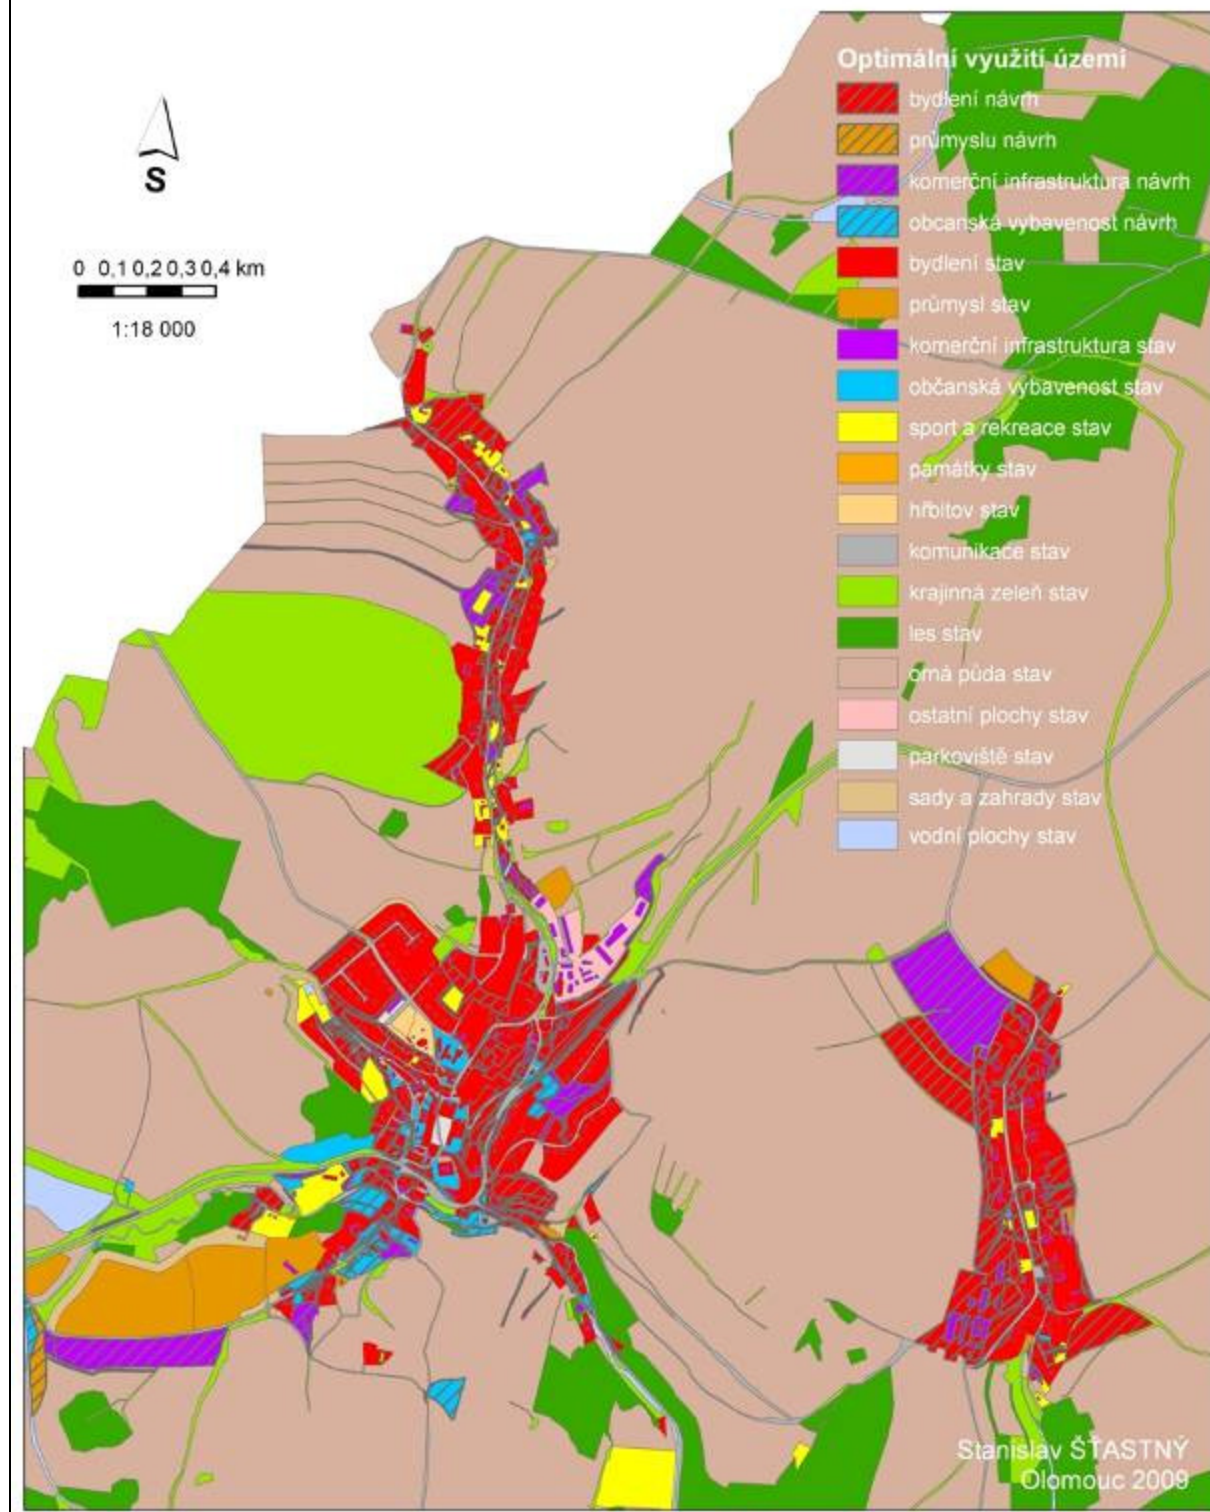 Optimální využití území
bydlení návrh
průmyslu návrh
komerční infrastruktura návrh
obcanská vybavenost návrh
bydlení stav
průmysl stav
komerční infrastruktura stav
občanská vybavenost stav
sport a rekreace stav
památky stav
hřbitov stav
komunikace stav
krajinná zeleň stav
les stav
orná půda stav
ostatní plochy stav
parkoviště stav
sady a zahrady stav
vodní plochy stav
S
0 0,1 0,2 0,3 0,4 km
1:18 000
Stanislav ŠŤASTNÝ
Olomouc 2009